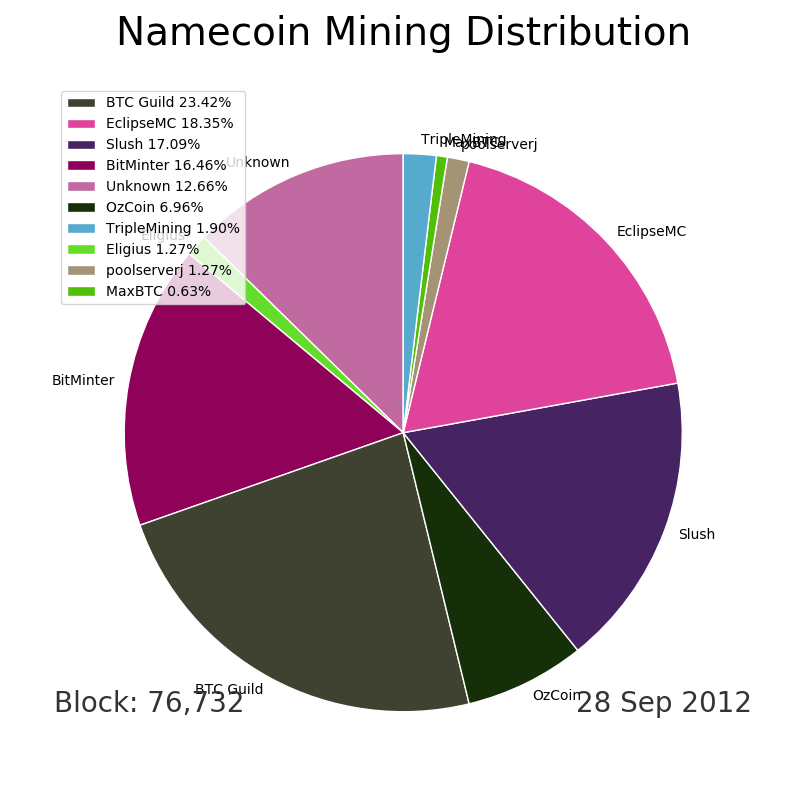 Namecoin Mining Distribution
BTC Guild 23.42%
EclipseMC 18.35%
Slush 17.09%
BitMinter 16.46%
Unknown 12.66%
OzCoin 6.96%
TripleMining 1.90%
Eligius 1.27%
poolserverj 1.27%
MaxBTC 0.63%
TripleMining
MaxBTC
poolserverj
Unknown
EclipseMC
Eligius
BitMinter
Slush
BTC Guild
OzCoin
Block: 76,732
28 Sep 2012